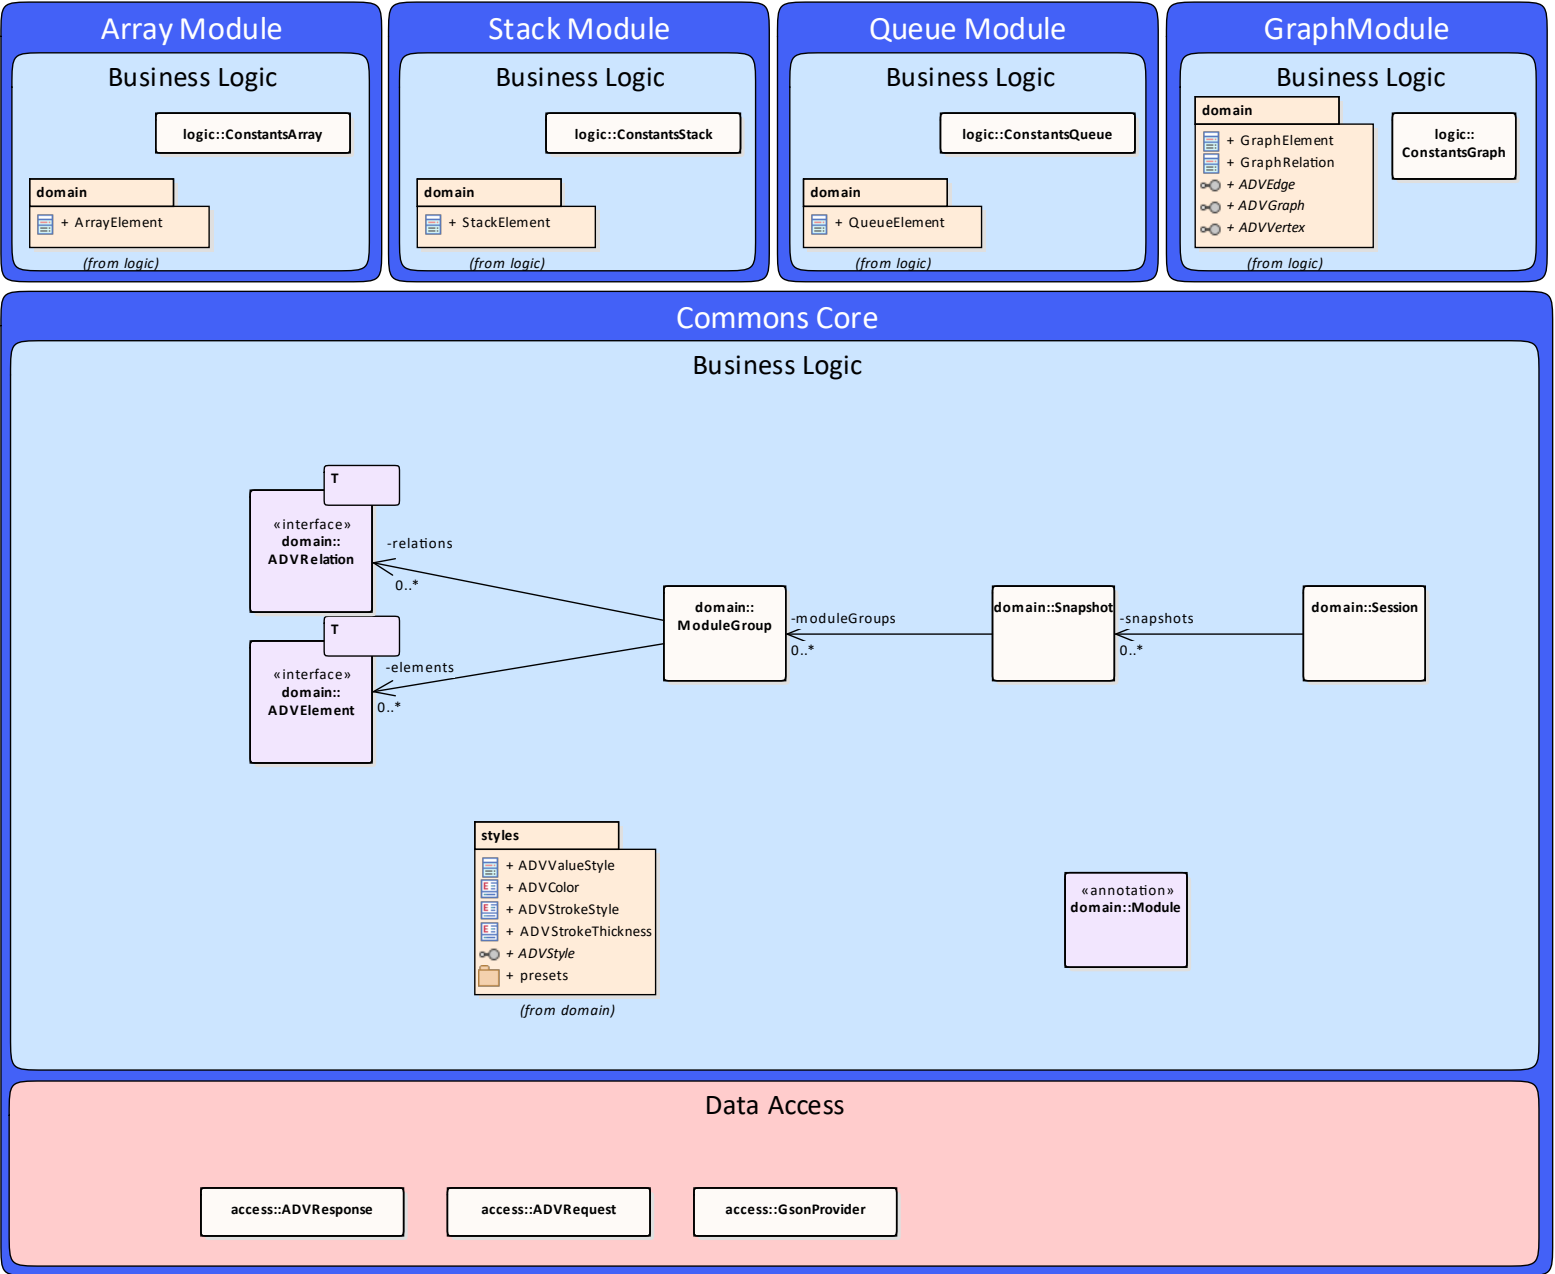 Array Module
Business Logic
logic::ConstantsArray
domain
+ ArrayElement
(from logic)
Stack Module
Business Logic
logic::ConstantsStack
domain
+ StackElement
(from logic)
Queue Module
Business Logic
logic::ConstantsQueue
domain
+ QueueElement
(from logic)
GraphModule
Business Logic
domain
+ GraphElement
+ GraphRelation
+ ADVEdge
+ ADVGraph
+ ADVVertex
(from logic)
logic::
ConstantsGraph
Commons Core
Business Logic
T
«interface»
domain::
ADVRelation
-relations
0..*
T
«interface»
domain::
ADVElement
-elements
0..*
domain::
ModuleGroup
-moduleGroups
0..*
domain::Snapshot
-snapshots
0..*
domain::Session
styles
+ ADVValueStyle
E
+ ADVColor
E
+ ADVStrokeStyle
E
+ ADVStrokeThickness
+ ADVStyle
+ presets
(from domain)
«annotation»
domain::Module
Data Access
access::ADVResponse
access::ADVRequest
access::GsonProvider